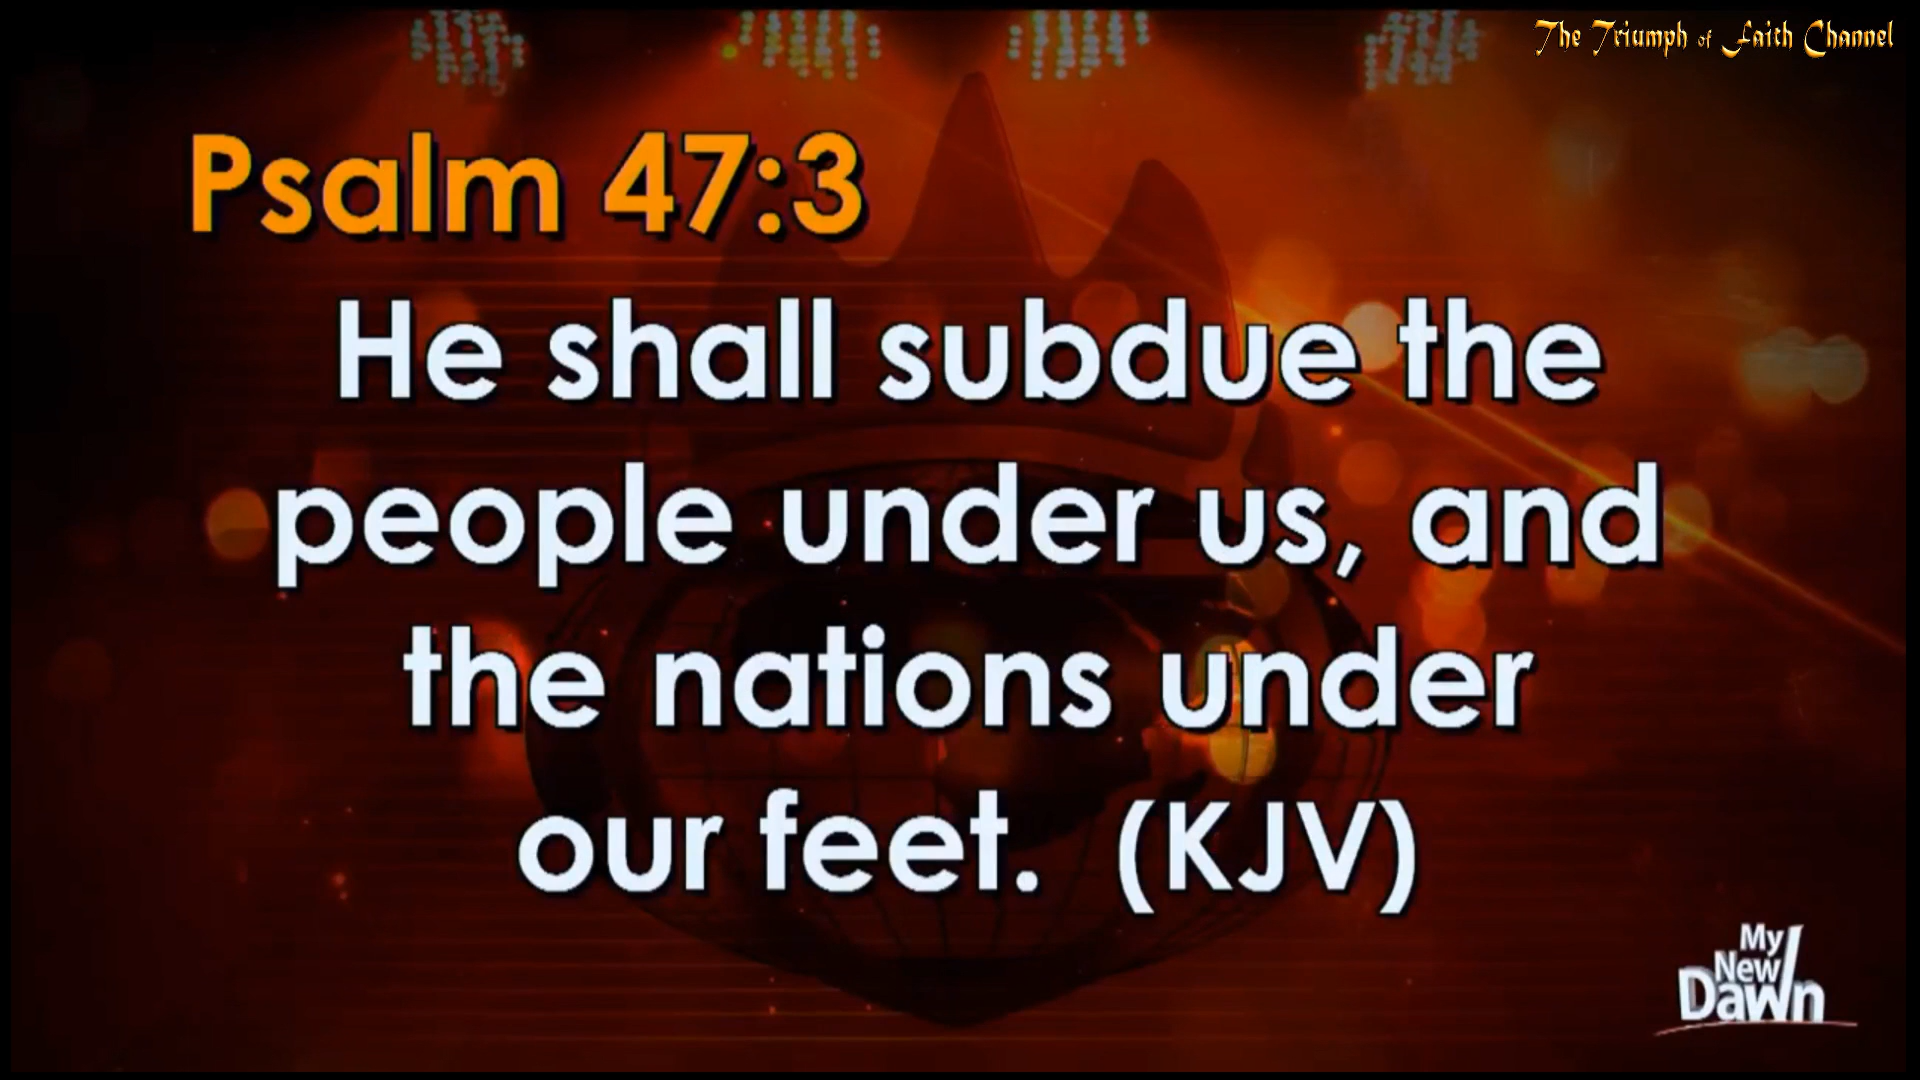 The Triumph of Faith Channel
Psalm 47:3
He shall subdue the
people under us, and
the nations under
our feet. (KJV)
My
New
Dawn